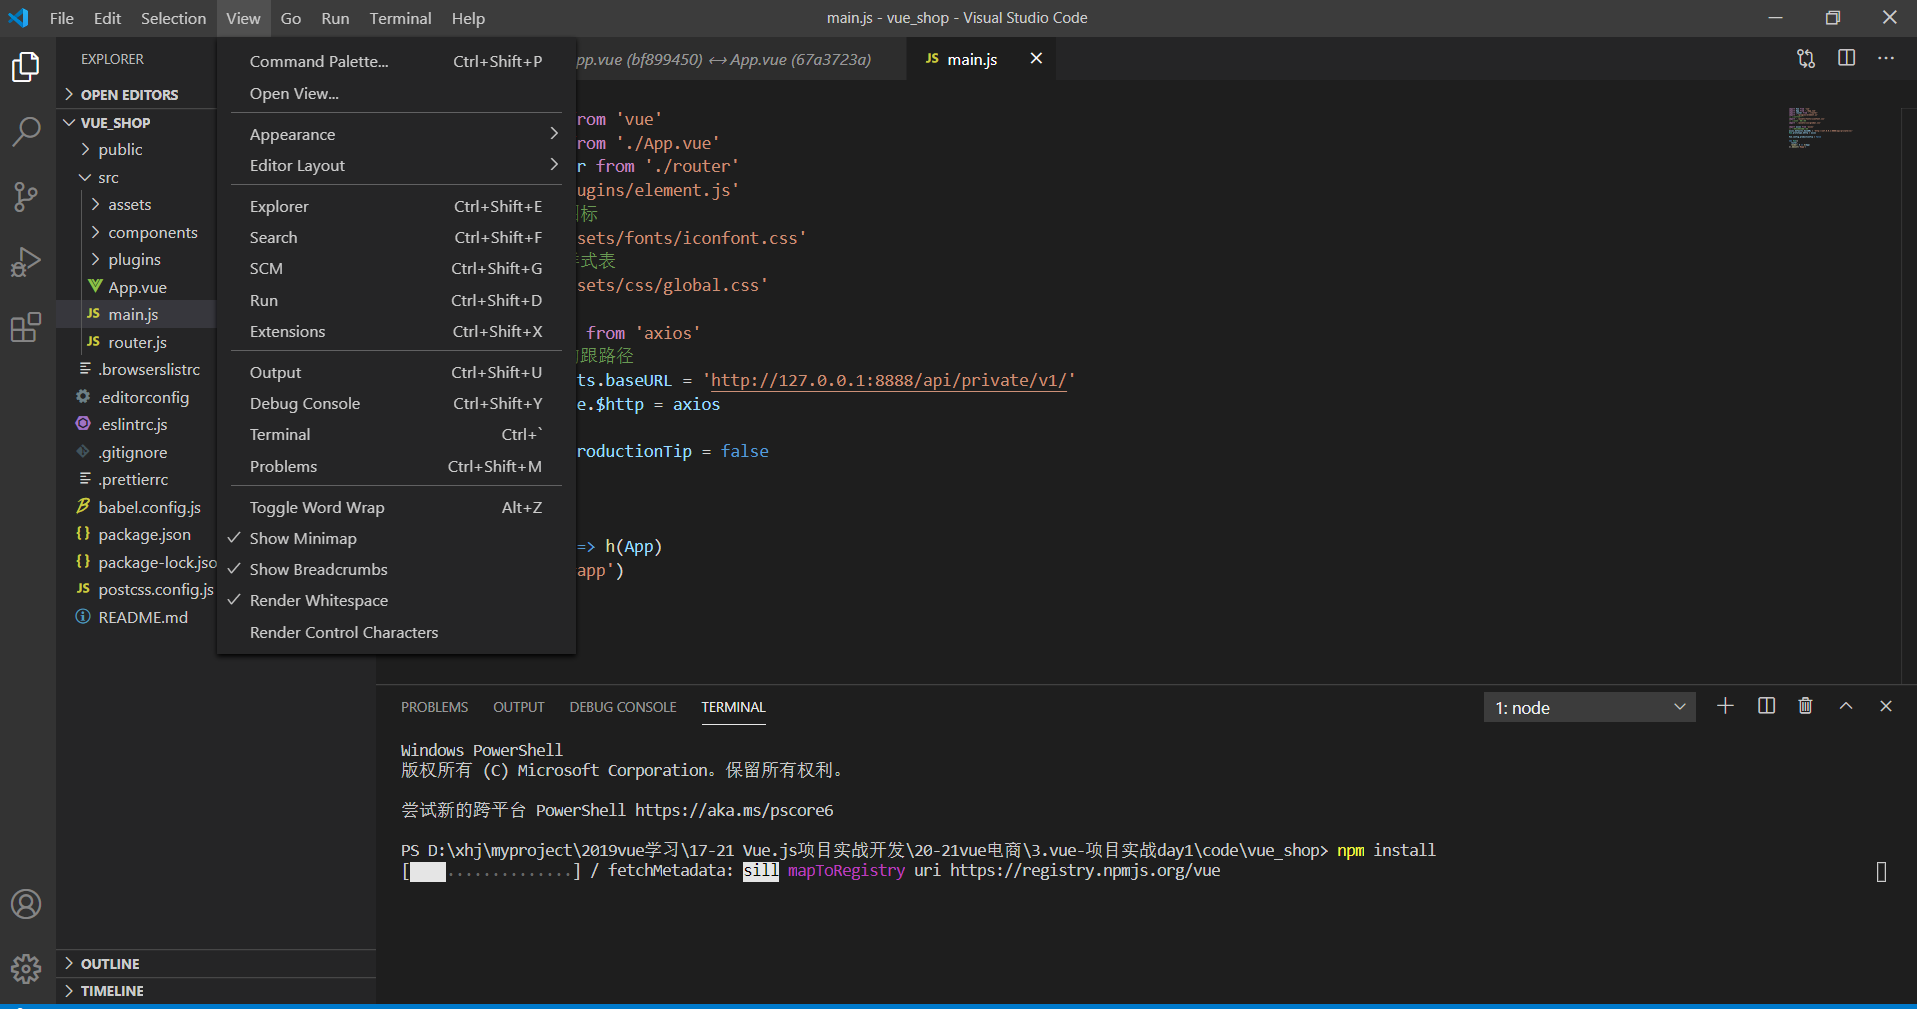 File Edit Selection View Go Run Terminal Help
main.js - vue_shop - Visual Studio Code
EXPLORER
OPEN EDITORS
VUE_SHOP
public
src
assets
components
plugins
App.vue
JS main.js
JS router.js
.browserslistrc
.editorconfig
.eslintrc.js
.gitignore
.prettierrc
babel.config.js
{} package.json
{} package-lock.jso
JS postcss.config.js
README.md
OUTLINE
TIMELINE
Command Palette... Ctrl+Shift+P
Open View...
Appearance
Editor Layout
Explorer Ctrl+Shift+E
Search Ctrl+Shift+F
SCM Ctrl+Shift+G
Run Ctrl+Shift+D
Extensions Ctrl+Shift+X
Output Ctrl+Shift+U
Debug Console Ctrl+Shift+Y
Terminal Ctrl+`
Problems Ctrl+Shift+M
Toggle Word Wrap Alt+Z
Show Minimap
Show Breadcrumbs
Render Whitespace
Render Control Characters
pp.vue (bf899450) ↔ App.vue (67a3723a)
JS main.js
rom 'vue'
rom './App.vue'
r from './router'
ugins/element.js'
标
sets/fonts/iconfont.css'
式表
sets/css/global.css'
from 'axios'
跟路径
ts.baseURL = 'http://127.0.0.1:8888/api/private/v1/'
e.$http = axios
roductionTip = false
=> h(App)
app')
PROBLEMS OUTPUT DEBUG CONSOLE TERMINAL
1: node
Windows PowerShell
版权所有 (C) Microsoft Corporation。保留所有权利。
尝试新的跨平台 PowerShell https://aka.ms/pscore6
PS D:\xhj\myproject\2019vue学习\17-21 Vue.js项目实战开发\20-21vue电商\3.vue-项目实战day1\code\vue_shop> npm install
[ ..............] / fetchMetadata: sill mapToRegistry uri https://registry.npmjs.org/vue